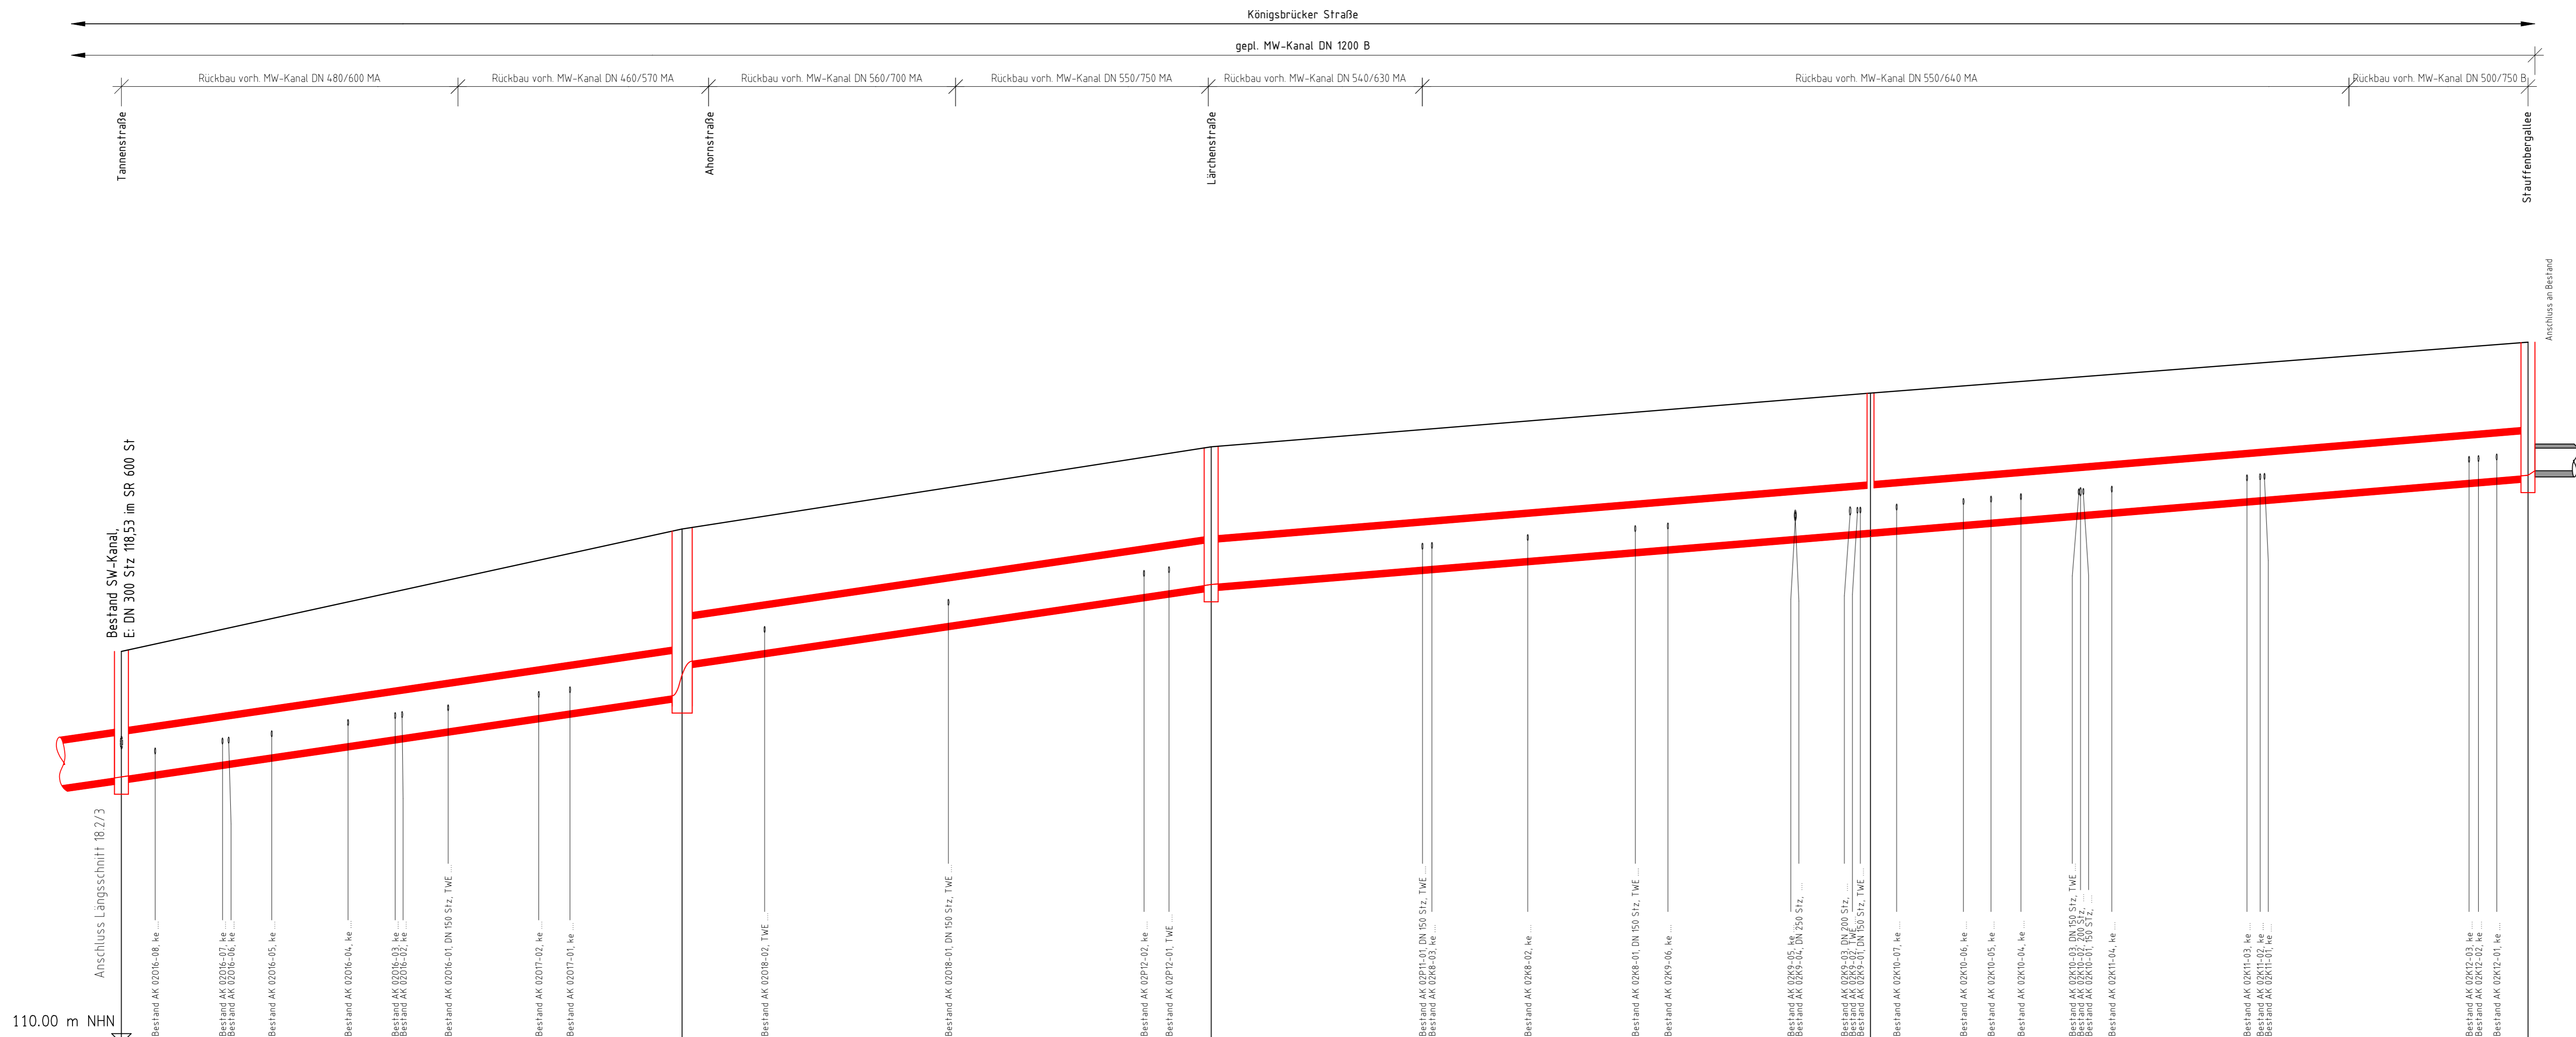 Königsbrücker Straße
gepl. MW-Kanal DN 1200 B
Rückbau vorh. MW-Kanal DN 480/600 MA
Rückbau vorh. MW-Kanal DN 460/570 MA
Rückbau vorh. MW-Kanal DN 560/700 MA
Rückbau vorh. MW-Kanal DN 550/750 MA
Rückbau vorh. MW-Kanal DN 540/630 MA
Rückbau vorh. MW-Kanal DN 550/640 MA
Rückbau vorh. MW-Kanal DN 500/750 B
Tannenstraße
Ahornstraße
Lärchenstraße
Stauffenbergallee
Anschluss an Bestand
Bestand SW-Kanal,
E: DN 300 Stz 118,53 im SR 600 St
Anschluss Längsschnitt 18.2/3
Bestand AK 02O16-08, ke ....
Bestand AK 02O16-07, ke ....
Bestand AK 02O16-06, ke ....
Bestand AK 02O16-05, ke ....
Bestand AK 02O16-04, ke ....
Bestand AK 02O16-03, ke ....
Bestand AK 02O16-02, ke ....
Bestand AK 02O16-01, DN 150 Stz, TWE ....
Bestand AK 02O17-02, ke ....
Bestand AK 02O17-01, ke ....
Bestand AK 02O18-02, TWE ....
Bestand AK 02O18-01, DN 150 Stz, TWE ....
Bestand AK 02P12-02, ke ....
Bestand AK 02P12-01, TWE ....
Bestand AK 02P11-01, DN 150 Stz, TWE ....
Bestand AK 02K8-03, ke ....
Bestand AK 02K8-02, ke ....
Bestand AK 02K8-01, DN 150 Stz, TWE ....
Bestand AK 02K9-06, ke ....
Bestand AK 02K9-05, ke ....
Bestand AK 02K9-04, DN 250 Stz, ....
Bestand AK 02K9-03, DN 200 Stz, ....
Bestand AK 02K9-02, TWE ....
Bestand AK 02K9-01, DN 150 Stz, TWE ....
Bestand AK 02K10-07, ke ....
Bestand AK 02K10-06, ke ....
Bestand AK 02K10-05, ke ....
Bestand AK 02K10-04, ke ....
Bestand AK 02K10-03, DN 150 Stz, TWE ....
Bestand AK 02K10-02, 200 Stz, ....
Bestand AK 02K10-01, 150 STz, ....
Bestand AK 02K11-04, ke ....
Bestand AK 02K11-03, ke ....
Bestand AK 02K11-02, ke ....
Bestand AK 02K11-01, ke ....
Bestand AK 02K12-03, ke ....
Bestand AK 02K12-02, ke ....
Bestand AK 02K12-01, ke ....
110.00 m NHN